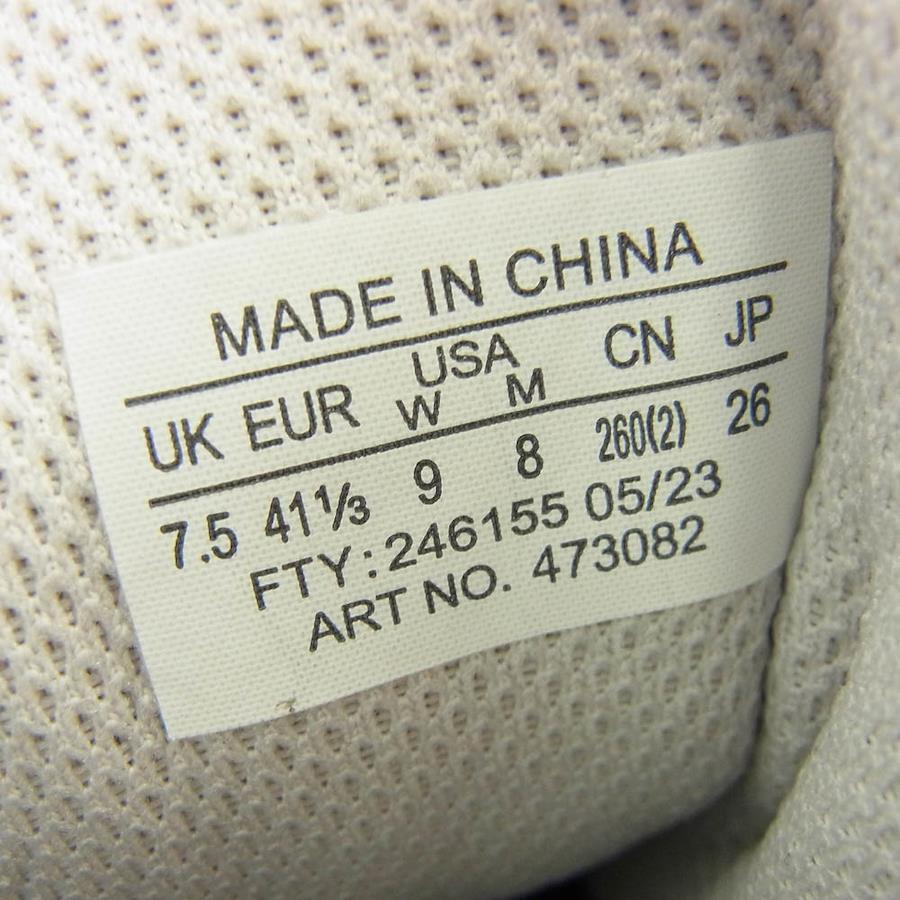 MADE IN CHINA
UK EUR USA CN JP
W M
7.5 41⅓ 9 8 260(2) 26
FTY: 246155 05/23
ART NO. 473082